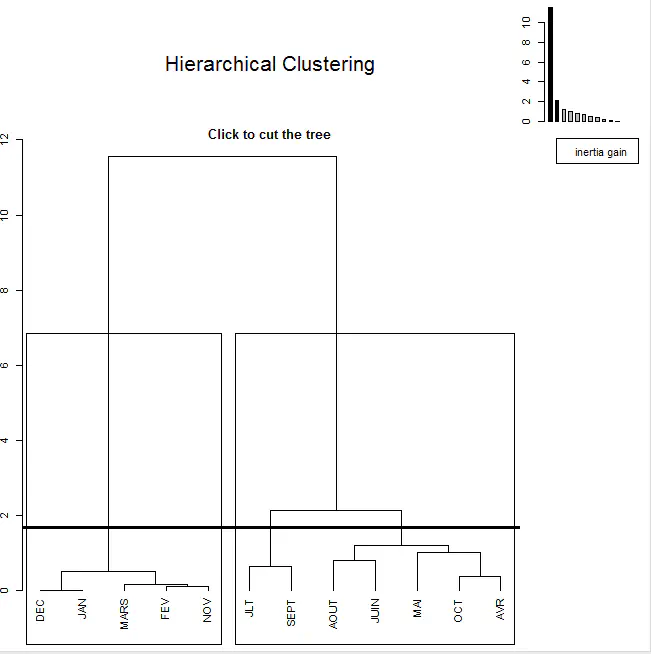 Hierarchical Clustering
Click to cut the tree
10
8
6
4
2
0
inertia gain
12
10
8
6
4
2
0
DEC
JAN
MARS
FEV
NOV
JLT
SEPT
AOUT
JUIN
MAI
OCT
AVR